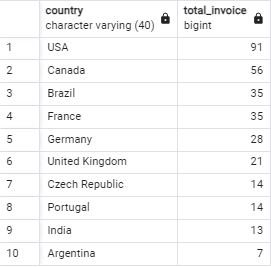 country total_invoice
character varying (40) bigint
1 USA 91
2 Canada 56
3 Brazil 35
4 France 35
5 Germany 28
6 United Kingdom 21
7 Czech Republic 14
8 Portugal 14
9 India 13
10 Argentina 7